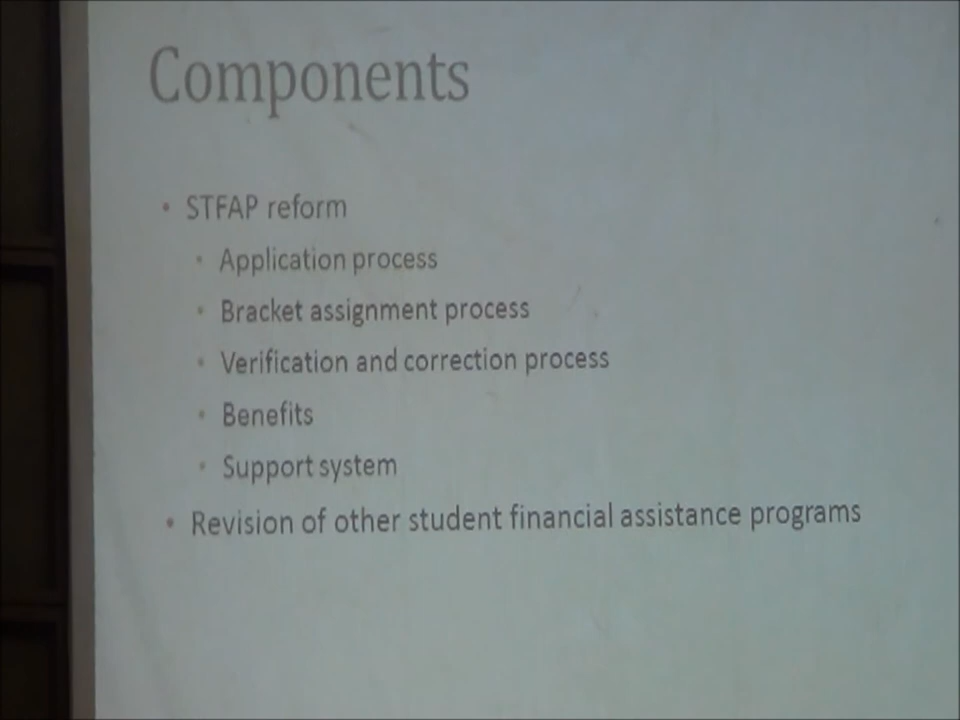 Components
• STFAP reform
• Application process
• Bracket assignment process
• Verification and correction process
• Benefits
• Support system
• Revision of other student financial assistance programs